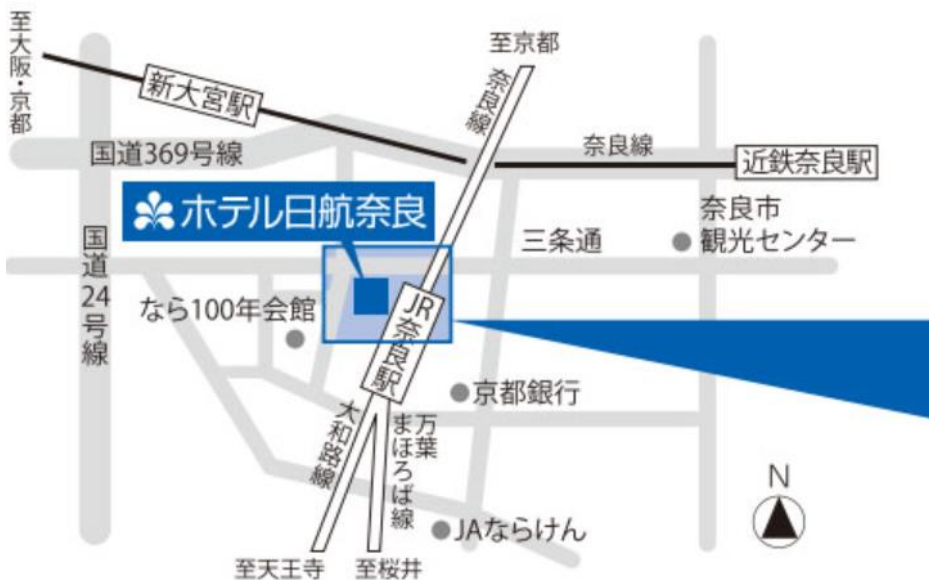 至大阪・京都
新大宮駅
至京都
奈良線
国道369号線
奈良線
近鉄奈良駅
ホテル日航奈良
奈良市
観光センター
三条通
国道24号線
なら100年会館
JR奈良駅
京都銀行
大和路線
万葉
まほろば線
N
JAならけん
至天王寺
至桜井